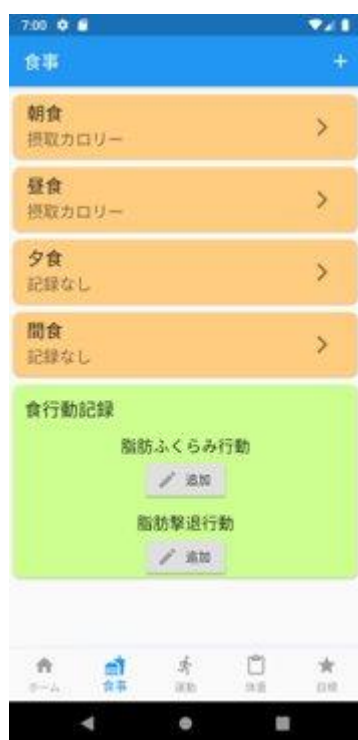 7:00
食事
+
朝食
摂取カロリー
昼食
摂取カロリー
夕食
記録なし
間食
記録なし
食行動記録
脂肪ふくらみ行動
追加
脂肪撃退行動
追加
ホーム
食事
運動
体重
目標